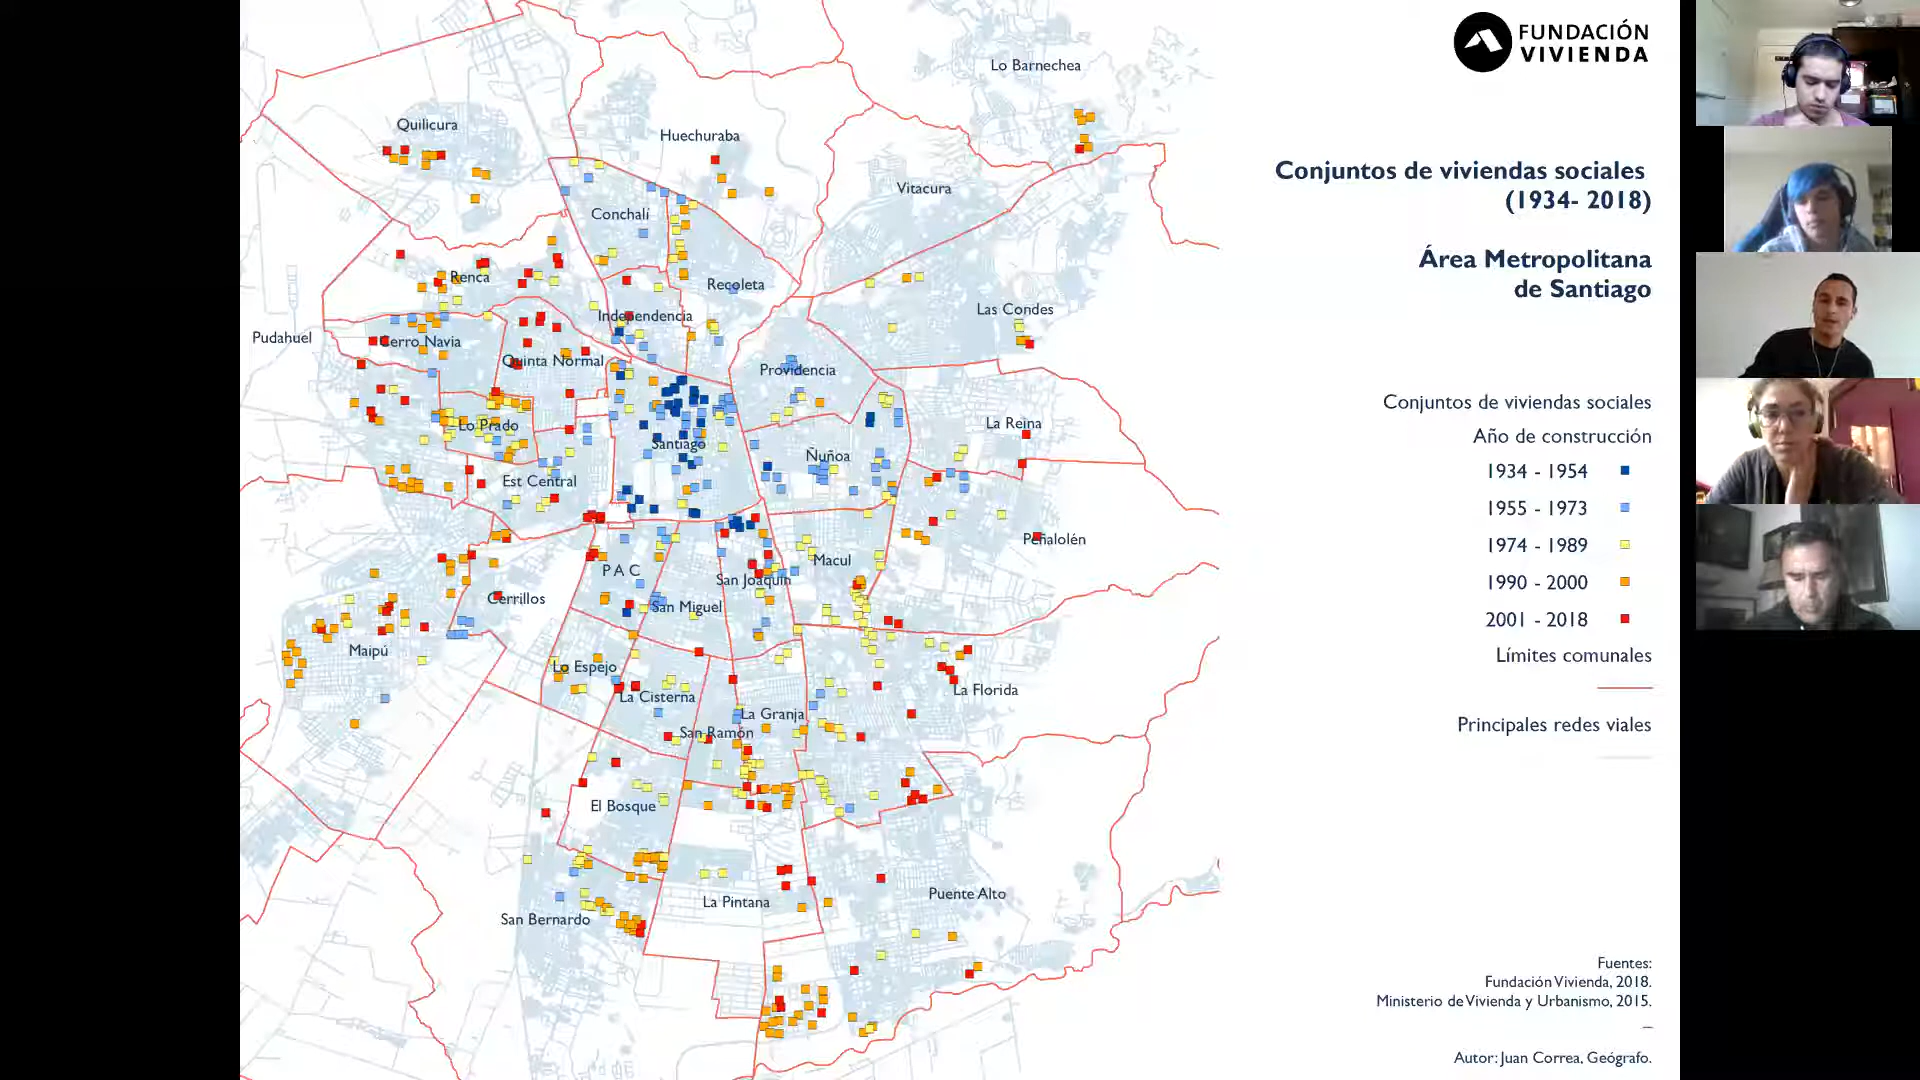 FUNDACIÓN
VIVIENDA
Conjuntos de viviendas sociales
(1934- 2018)
Área Metropolitana
de Santiago
Conjuntos de viviendas sociales
Año de construcción
1934 - 1954
1955 - 1973
1974 - 1989
1990 - 2000
2001 - 2018
Límites comunales
Principales redes viales
Fuentes:
Fundación Vivienda, 2018.
Ministerio de Vivienda y Urbanismo, 2015.
Autor: Juan Correa, Geógrafo.
Lo Barnechea
Quilicura
Huechuraba
Vitacura
Conchalí
Renca
Recoleta
Las Condes
Independencia
Pudahuel
Cerro Navia
Quinta Normal
Providencia
La Reina
Lo Prado
Santiago
Ñuñoa
Est Central
Peñalolén
Macul
P A C
San Joaquín
Cerrillos
San Miguel
Maipú
Lo Espejo
La Florida
La Cisterna
La Granja
San Ramón
El Bosque
Puente Alto
La Pintana
San Bernardo